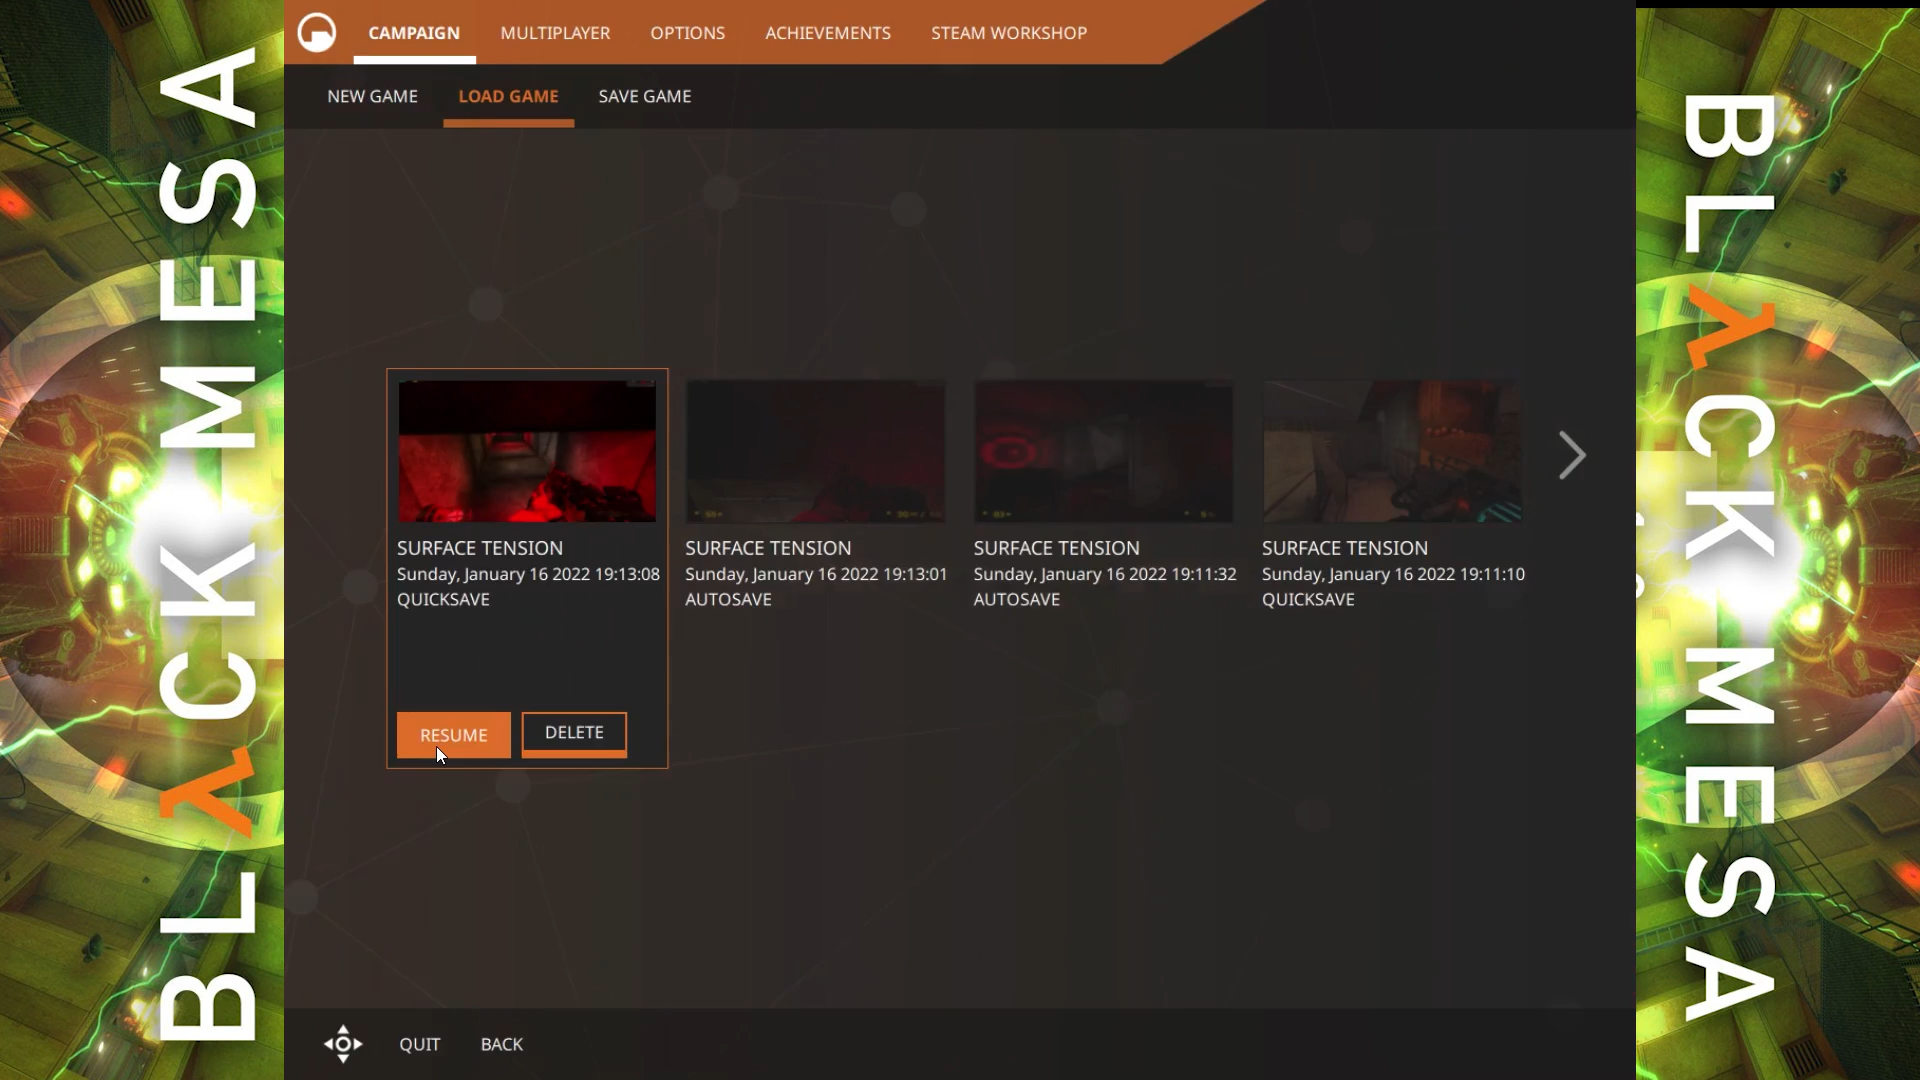 CAMPAIGN MULTIPLAYER OPTIONS ACHIEVEMENTS STEAM WORKSHOP
NEW GAME LOAD GAME SAVE GAME
BLλCK MESA
SURFACE TENSION
Sunday, January 16 2022 19:13:08
QUICKSAVE
RESUME DELETE
SURFACE TENSION
Sunday, January 16 2022 19:13:01
AUTOSAVE
SURFACE TENSION
Sunday, January 16 2022 19:11:32
AUTOSAVE
SURFACE TENSION
Sunday, January 16 2022 19:11:10
QUICKSAVE
BLλCK MESA
QUIT BACK